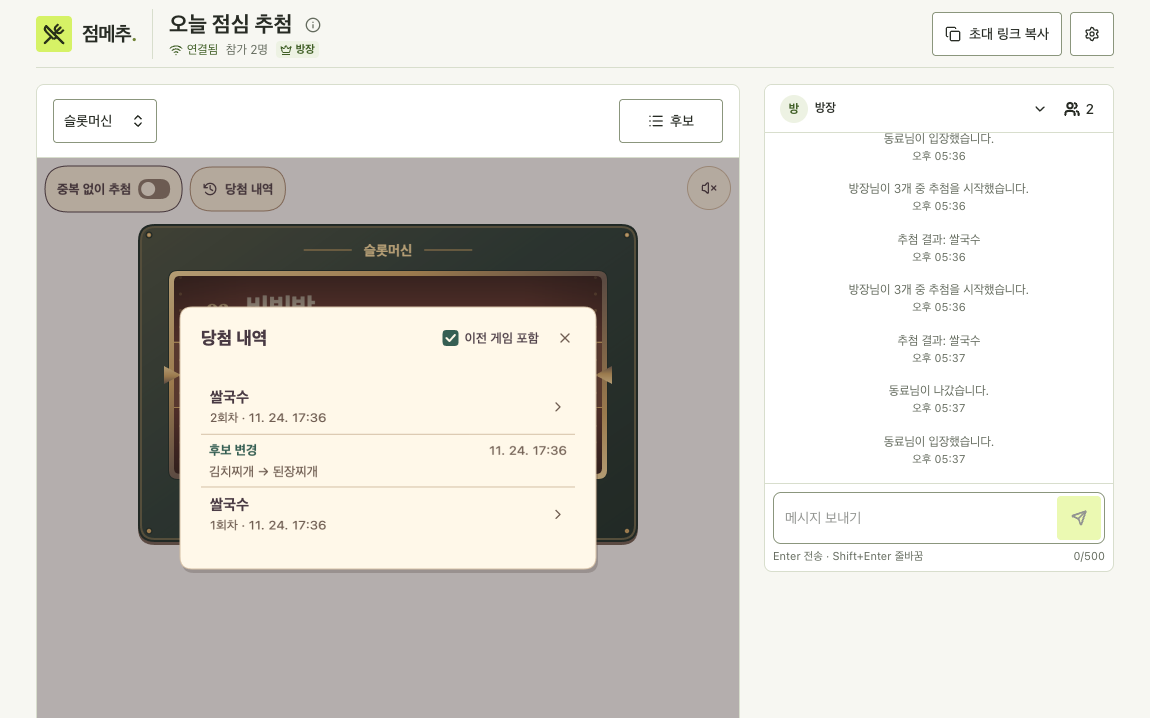 점메추.
오늘 점심 추첨
연결됨 참가 2명 방장
초대 링크 복사
슬롯머신
후보
중복 없이 추첨
당첨 내역
슬롯머신
당첨 내역
이전 게임 포함
쌀국수
2회차 · 11. 24. 17:36
후보 변경
11. 24. 17:36
김치찌개 → 된장찌개
쌀국수
1회차 · 11. 24. 17:36
방 방장
2
동료님이 입장했습니다.
오후 05:36
방장님이 3개 중 추첨을 시작했습니다.
오후 05:36
추첨 결과: 쌀국수
오후 05:36
방장님이 3개 중 추첨을 시작했습니다.
오후 05:36
추첨 결과: 쌀국수
오후 05:37
동료님이 나갔습니다.
오후 05:37
동료님이 입장했습니다.
오후 05:37
메시지 보내기
Enter 전송 · Shift+Enter 줄바꿈
0/500